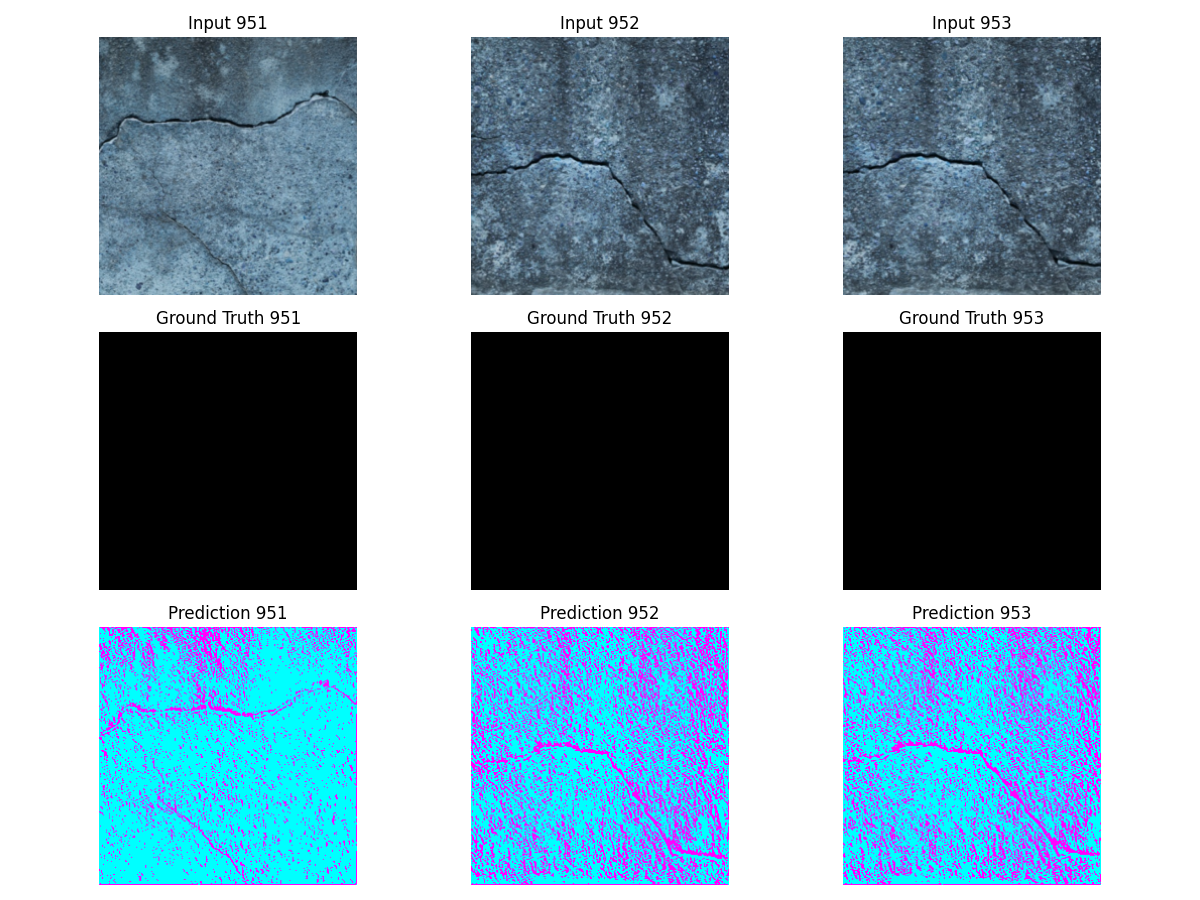 Input 951
Input 952
Input 953
Ground Truth 951
Ground Truth 952
Ground Truth 953
Prediction 951
Prediction 952
Prediction 953